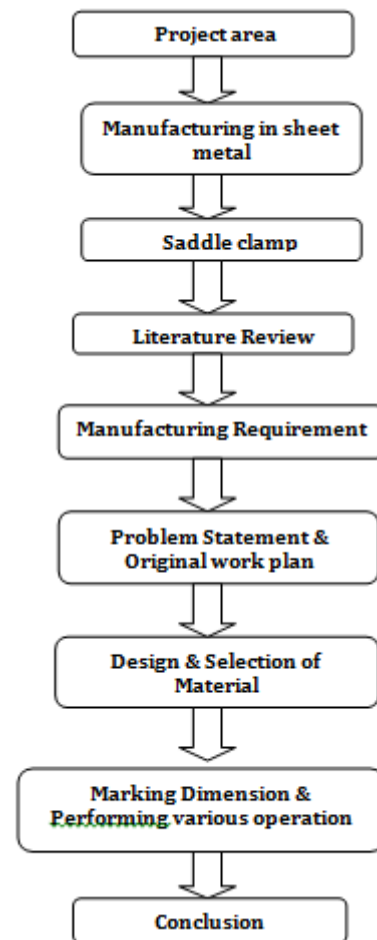 Project area
Manufacturing in sheet
metal
Saddle clamp
Literature Review
Manufacturing Requirement
Problem Statement &
Original work plan
Design & Selection of
Material
Marking Dimension &
Performing various operation
Conclusion